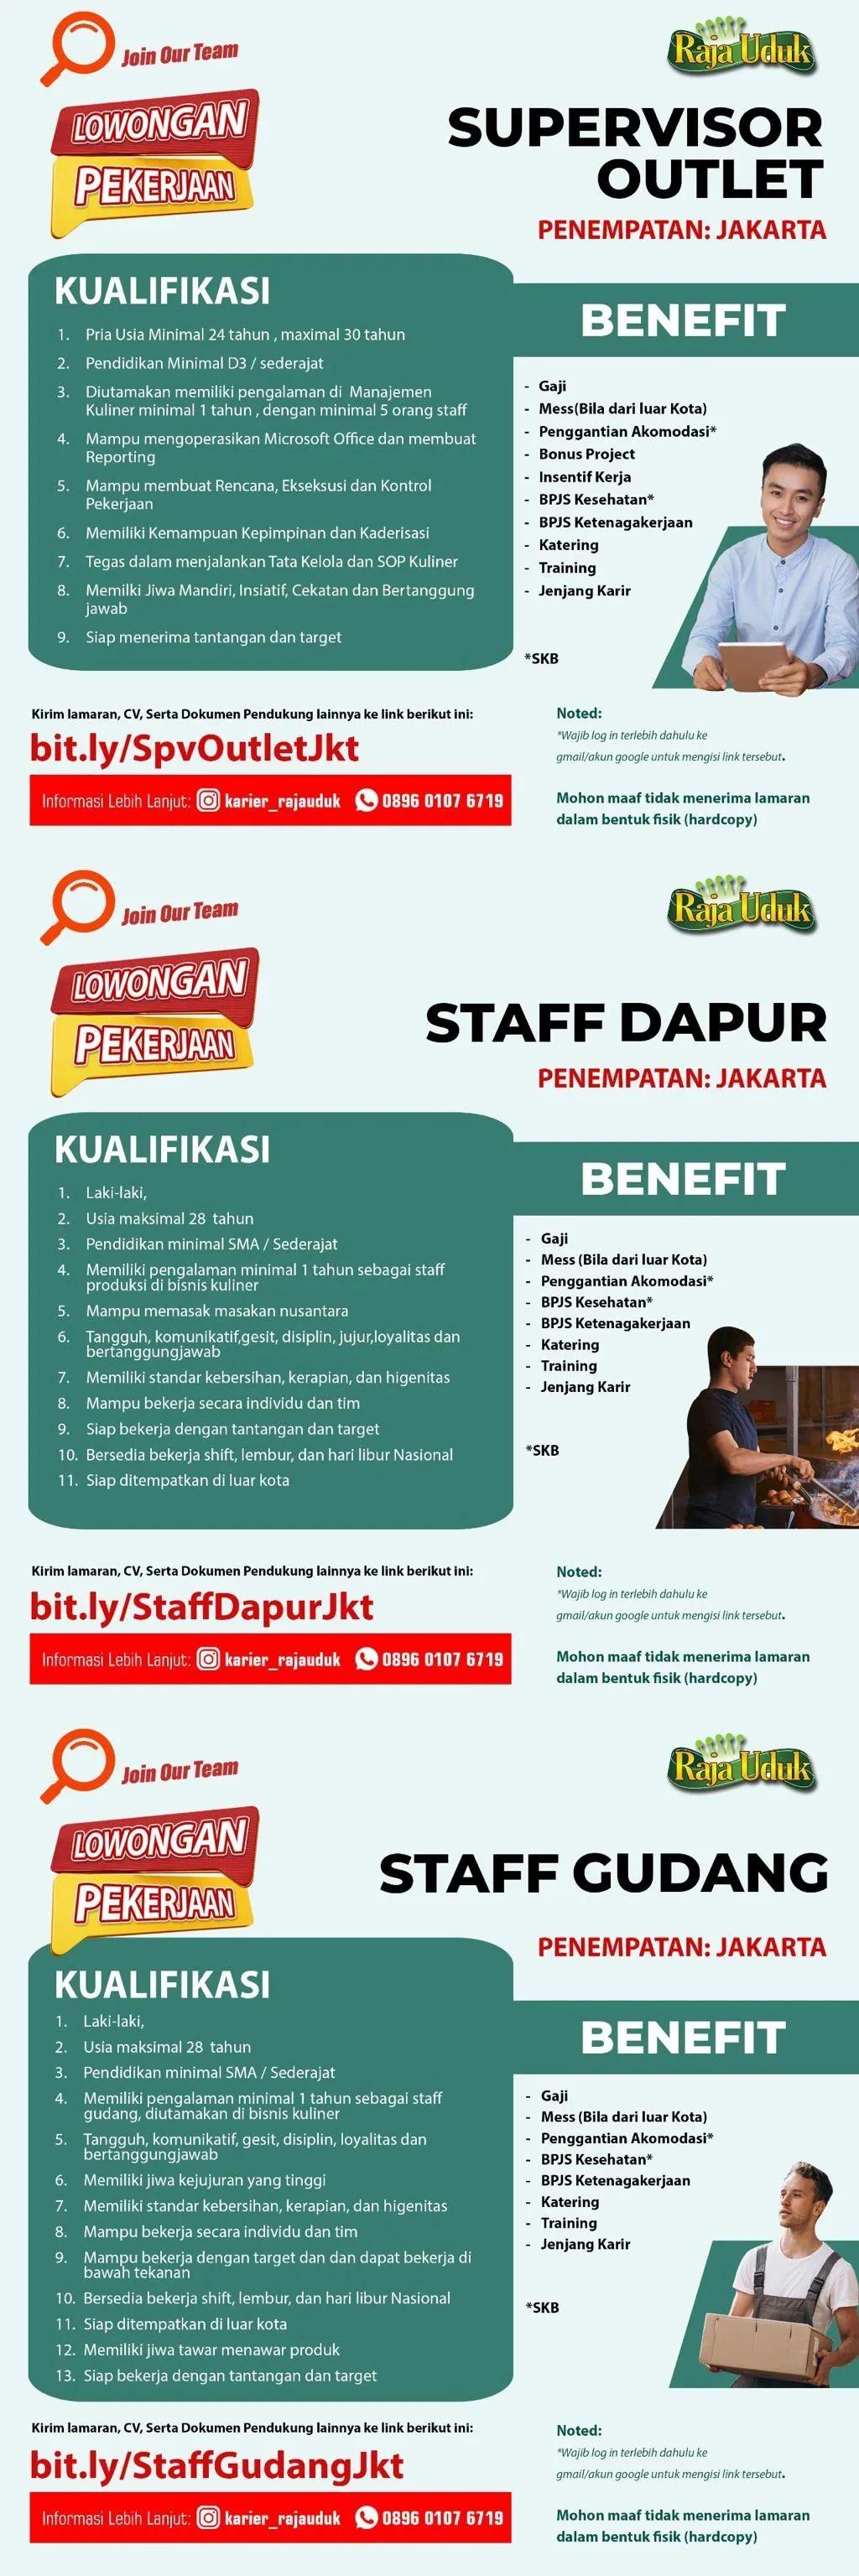 Join Our Team
LOWONGAN
PEKERJAAN
Raja Uduk
SUPERVISOR
OUTLET
PENEMPATAN: JAKARTA
KUALIFIKASI
1. Pria Usia Minimal 24 tahun , maximal 30 tahun
2. Pendidikan Minimal D3 / sederajat
3. Diutamakan memiliki pengalaman di Manajemen
Kuliner minimal 1 tahun , dengan minimal 5 orang staff
4. Mampu mengoperasikan Microsoft Office dan membuat
Reporting
5. Mampu membuat Rencana, Ekseksusi dan Kontrol
Pekerjaan
6. Memiliki Kemampuan Kepimpinan dan Kaderisasi
7. Tegas dalam menjalankan Tata Kelola dan SOP Kuliner
8. Memilki Jiwa Mandiri, Insiatif, Cekatan dan Bertanggung
jawab
9. Siap menerima tantangan dan target
BENEFIT
- Gaji
- Mess(Bila dari luar Kota)
- Penggantian Akomodasi*
- Bonus Project
- Insentif Kerja
- BPJS Kesehatan*
- BPJS Ketenagakerjaan
- Katering
- Training
- Jenjang Karir
*SKB
Kirim lamaran, CV, Serta Dokumen Pendukung lainnya ke link berikut ini:
bit.ly/SpvOutletJkt
Informasi Lebih Lanjut: karier_rajauduk 0896 0107 6719
Noted:
*Wajib log in terlebih dahulu ke
gmail/akun google untuk mengisi link tersebut.
Mohon maaf tidak menerima lamaran
dalam bentuk fisik (hardcopy)
Join Our Team
LOWONGAN
PEKERJAAN
Raja Uduk
STAFF DAPUR
PENEMPATAN: JAKARTA
KUALIFIKASI
1. Laki-laki,
2. Usia maksimal 28 tahun
3. Pendidikan minimal SMA / Sederajat
4. Memiliki pengalaman minimal 1 tahun sebagai staff
produksi di bisnis kuliner
5. Mampu memasak masakan nusantara
6. Tangguh, komunikatif,gesit, disiplin, jujur,loyalitas dan
bertanggungjawab
7. Memiliki standar kebersihan, kerapian, dan higenitas
8. Mampu bekerja secara individu dan tim
9. Siap bekerja dengan tantangan dan target
10. Bersedia bekerja shift, lembur, dan hari libur Nasional
11. Siap ditempatkan di luar kota
BENEFIT
- Gaji
- Mess (Bila dari luar Kota)
- Penggantian Akomodasi*
- BPJS Kesehatan*
- BPJS Ketenagakerjaan
- Katering
- Training
- Jenjang Karir
*SKB
Kirim lamaran, CV, Serta Dokumen Pendukung lainnya ke link berikut ini:
bit.ly/StaffDapurJkt
Informasi Lebih Lanjut: karier_rajauduk 0896 0107 6719
Noted:
*Wajib log in terlebih dahulu ke
gmail/akun google untuk mengisi link tersebut.
Mohon maaf tidak menerima lamaran
dalam bentuk fisik (hardcopy)
Join Our Team
LOWONGAN
PEKERJAAN
Raja Uduk
STAFF GUDANG
PENEMPATAN: JAKARTA
KUALIFIKASI
1. Laki-laki,
2. Usia maksimal 28 tahun
3. Pendidikan minimal SMA / Sederajat
4. Memiliki pengalaman minimal 1 tahun sebagai staff
gudang, diutamakan di bisnis kuliner
5. Tangguh, komunikatif, gesit, disiplin, loyalitas dan
bertanggungjawab
6. Memiliki jiwa kejujuran yang tinggi
7. Memiliki standar kebersihan, kerapian, dan higenitas
8. Mampu bekerja secara individu dan tim
9. Mampu bekerja dengan target dan dan dapat bekerja di
bawah tekanan
10. Bersedia bekerja shift, lembur, dan hari libur Nasional
11. Siap ditempatkan di luar kota
12. Memiliki jiwa tawar menawar produk
13. Siap bekerja dengan tantangan dan target
BENEFIT
- Gaji
- Mess (Bila dari luar Kota)
- Penggantian Akomodasi*
- BPJS Kesehatan*
- BPJS Ketenagakerjaan
- Katering
- Training
- Jenjang Karir
*SKB
Kirim lamaran, CV, Serta Dokumen Pendukung lainnya ke link berikut ini:
bit.ly/StaffGudangJkt
Informasi Lebih Lanjut: karier_rajauduk 0896 0107 6719
Noted:
*Wajib log in terlebih dahulu ke
gmail/akun google untuk mengisi link tersebut.
Mohon maaf tidak menerima lamaran
dalam bentuk fisik (hardcopy)